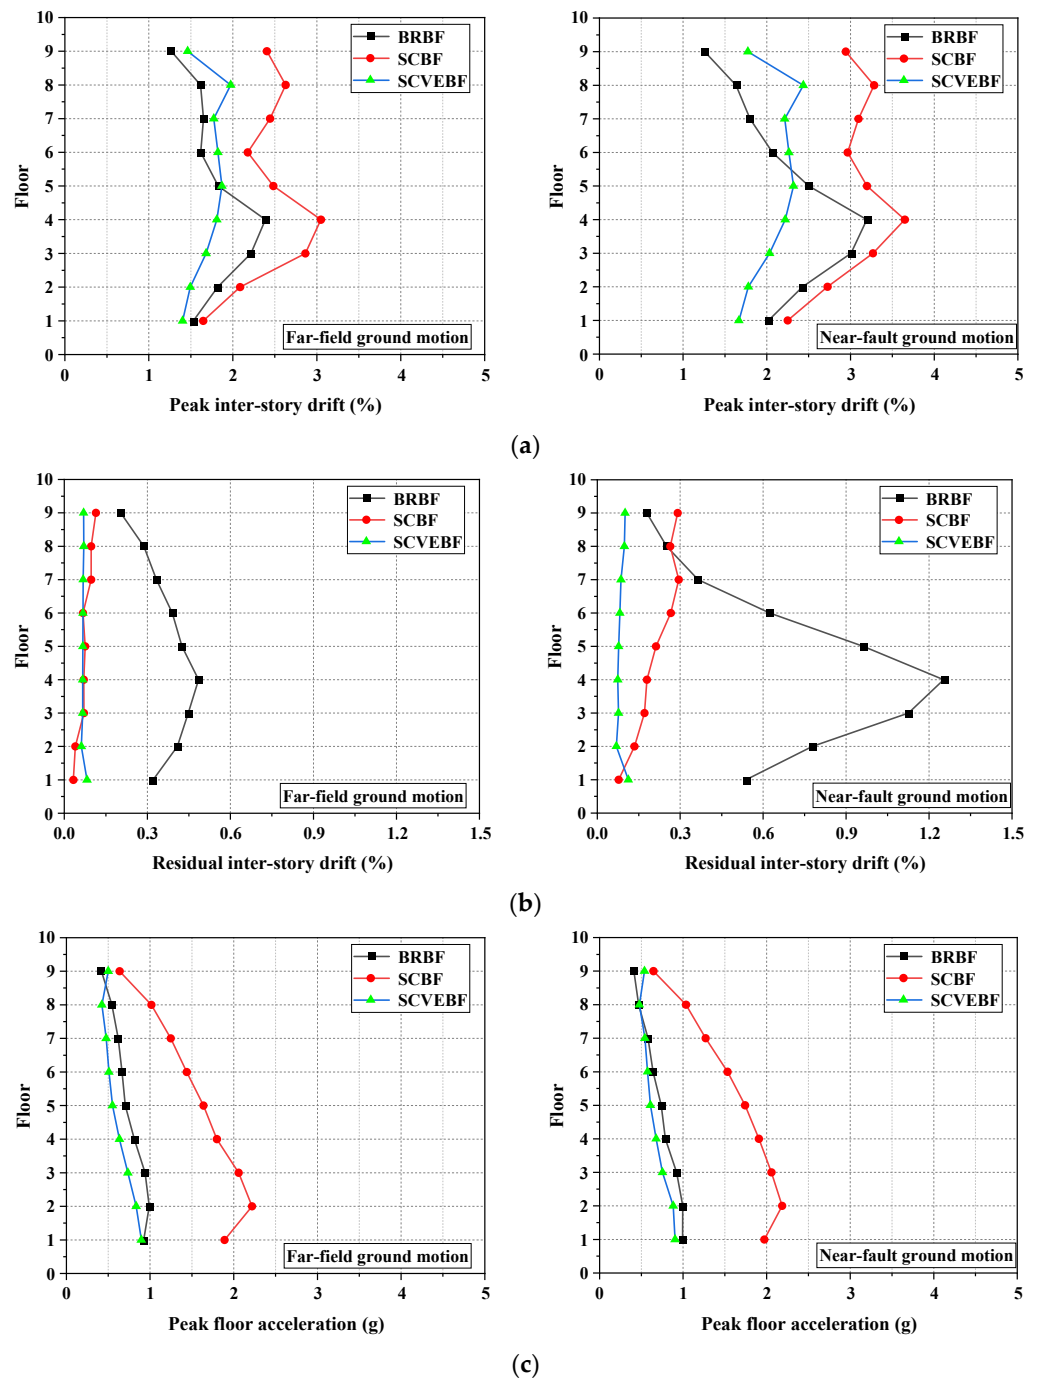 10
9
8
7
6
5
4
3
2
1
0
Floor
BRBF
SCBF
SCVEBF
Far-field ground motion
0 1 2 3 4 5
Peak inter-story drift (%)
10
9
8
7
6
5
4
3
2
1
0
Floor
BRBF
SCBF
SCVEBF
Near-fault ground motion
0 1 2 3 4 5
Peak inter-story drift (%)
(a)
10
9
8
7
6
5
4
3
2
1
0
Floor
BRBF
SCBF
SCVEBF
Far-field ground motion
0.0 0.3 0.6 0.9 1.2 1.5
Residual inter-story drift (%)
10
9
8
7
6
5
4
3
2
1
0
Floor
BRBF
SCBF
SCVEBF
Near-fault ground motion
0.0 0.3 0.6 0.9 1.2 1.5
Residual inter-story drift (%)
(b)
10
9
8
7
6
5
4
3
2
1
0
Floor
BRBF
SCBF
SCVEBF
Far-field ground motion
0 1 2 3 4 5
Peak floor acceleration (g)
10
9
8
7
6
5
4
3
2
1
0
Floor
BRBF
SCBF
SCVEBF
Near-fault ground motion
0 1 2 3 4 5
Peak floor acceleration (g)
(c)